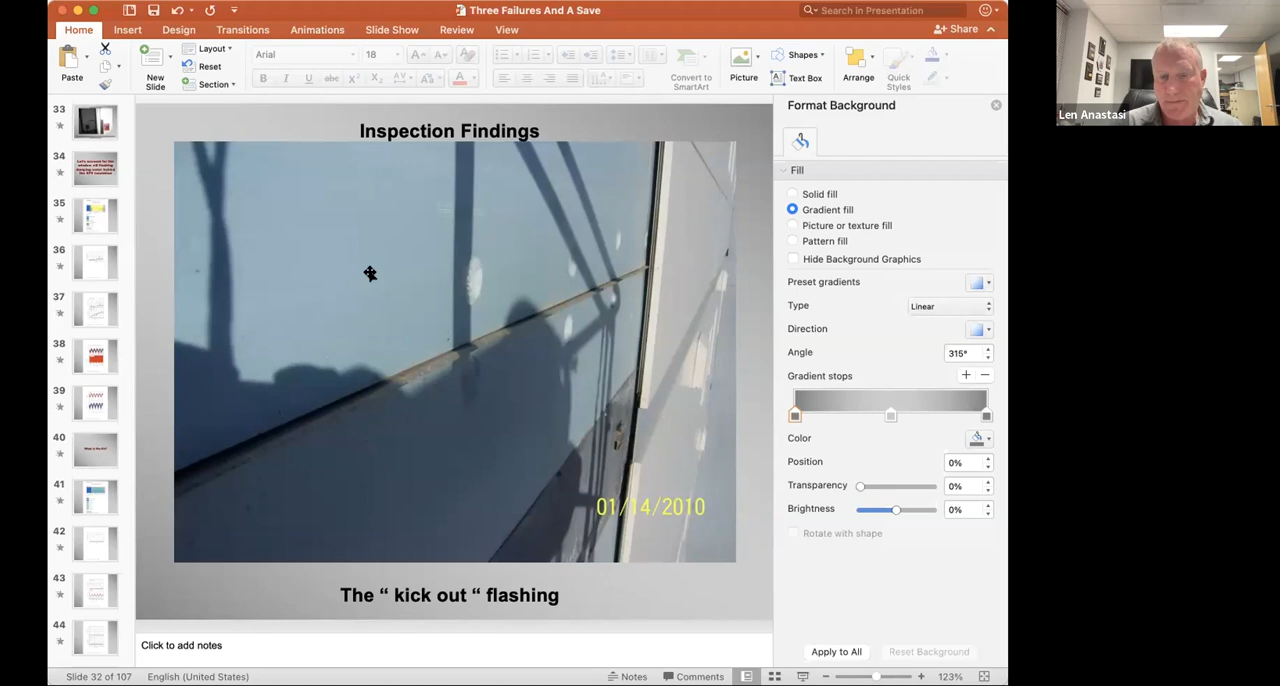 Three Failures And A Save
Search in Presentation
Home
Insert
Design
Transitions
Animations
Slide Show
Review
View
Share
Paste
New
Slide
Layout
Reset
Section
Arial
18
B
I
U
abc
X²
X₂
AV
Aa
A
Convert to
SmartArt
Picture
Shapes
Text Box
Arrange
Quick
Styles
33
34
35
36
37
38
39
40
41
42
43
44
Inspection Findings
01/14/2010
The “ kick out “ flashing
Click to add notes
Format Background
Fill
Solid fill
Gradient fill
Picture or texture fill
Pattern fill
Hide Background Graphics
Preset gradients
Type
Linear
Direction
Angle
315°
Gradient stops
Color
Position
0%
Transparency
0%
Brightness
0%
Rotate with shape
Apply to All
Reset Background
Slide 32 of 107
English (United States)
Notes
Comments
123%
Len Anastasi